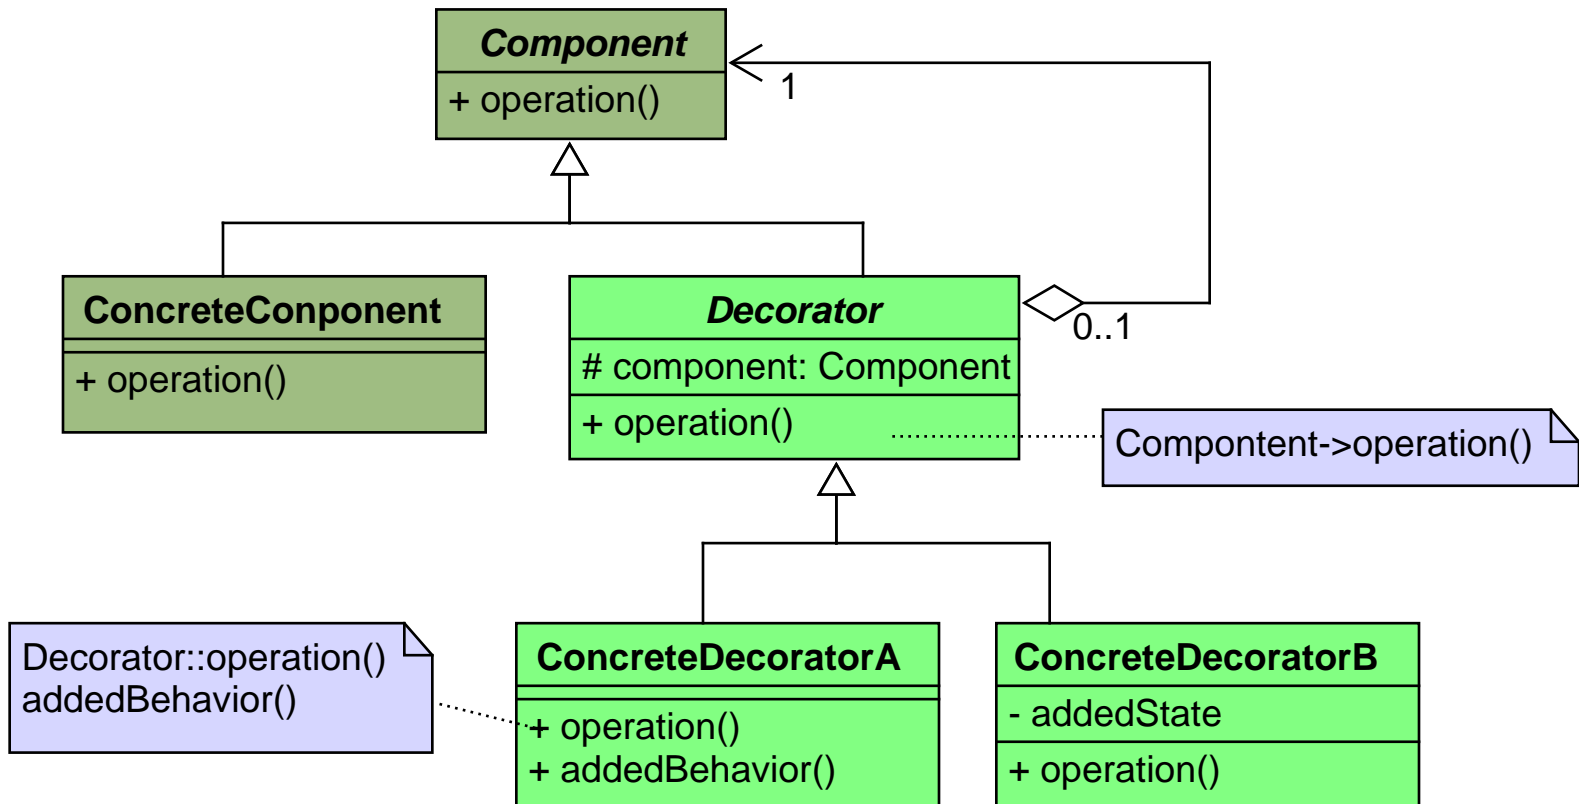 Component
+ operation()
1
ConcreteConponent
+ operation()
Decorator
# component: Component
+ operation()
0..1
Compontent->operation()
Decorator::operation()
addedBehavior()
ConcreteDecoratorA
+ operation()
+ addedBehavior()
ConcreteDecoratorB
- addedState
+ operation()